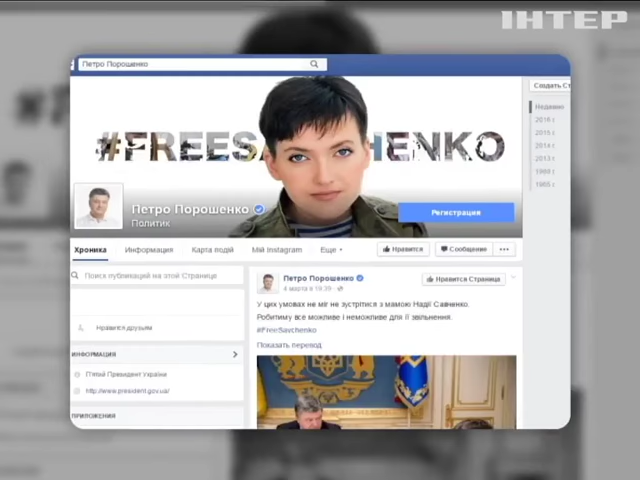 ІНТЕР
Петро Порошенко
Создать Ст
#FREESAVCHENKO
Недавние
2016 г
2015 г
2014 г
2013 г
1999 г
1965 г
Петро Порошенко
Политик
Регистрация
Хроника Информация Карта подій Мій Instagram Еще Нравится Сообщение •••
Поиск публикаций на этой Странице
Нравится друзьям
ИНФОРМАЦИЯ
П'ятий Президент України
http://www.president.gov.ua/
ПРИЛОЖЕНИЯ
Петро Порошенко
Нравится Страница
4 марта в 19:39
У цих умовах не міг не зустрітися з мамою Надії Савченко.
Робитиму все можливе і неможливе для її звільнення.
#FreeSavchenko
Показать перевод